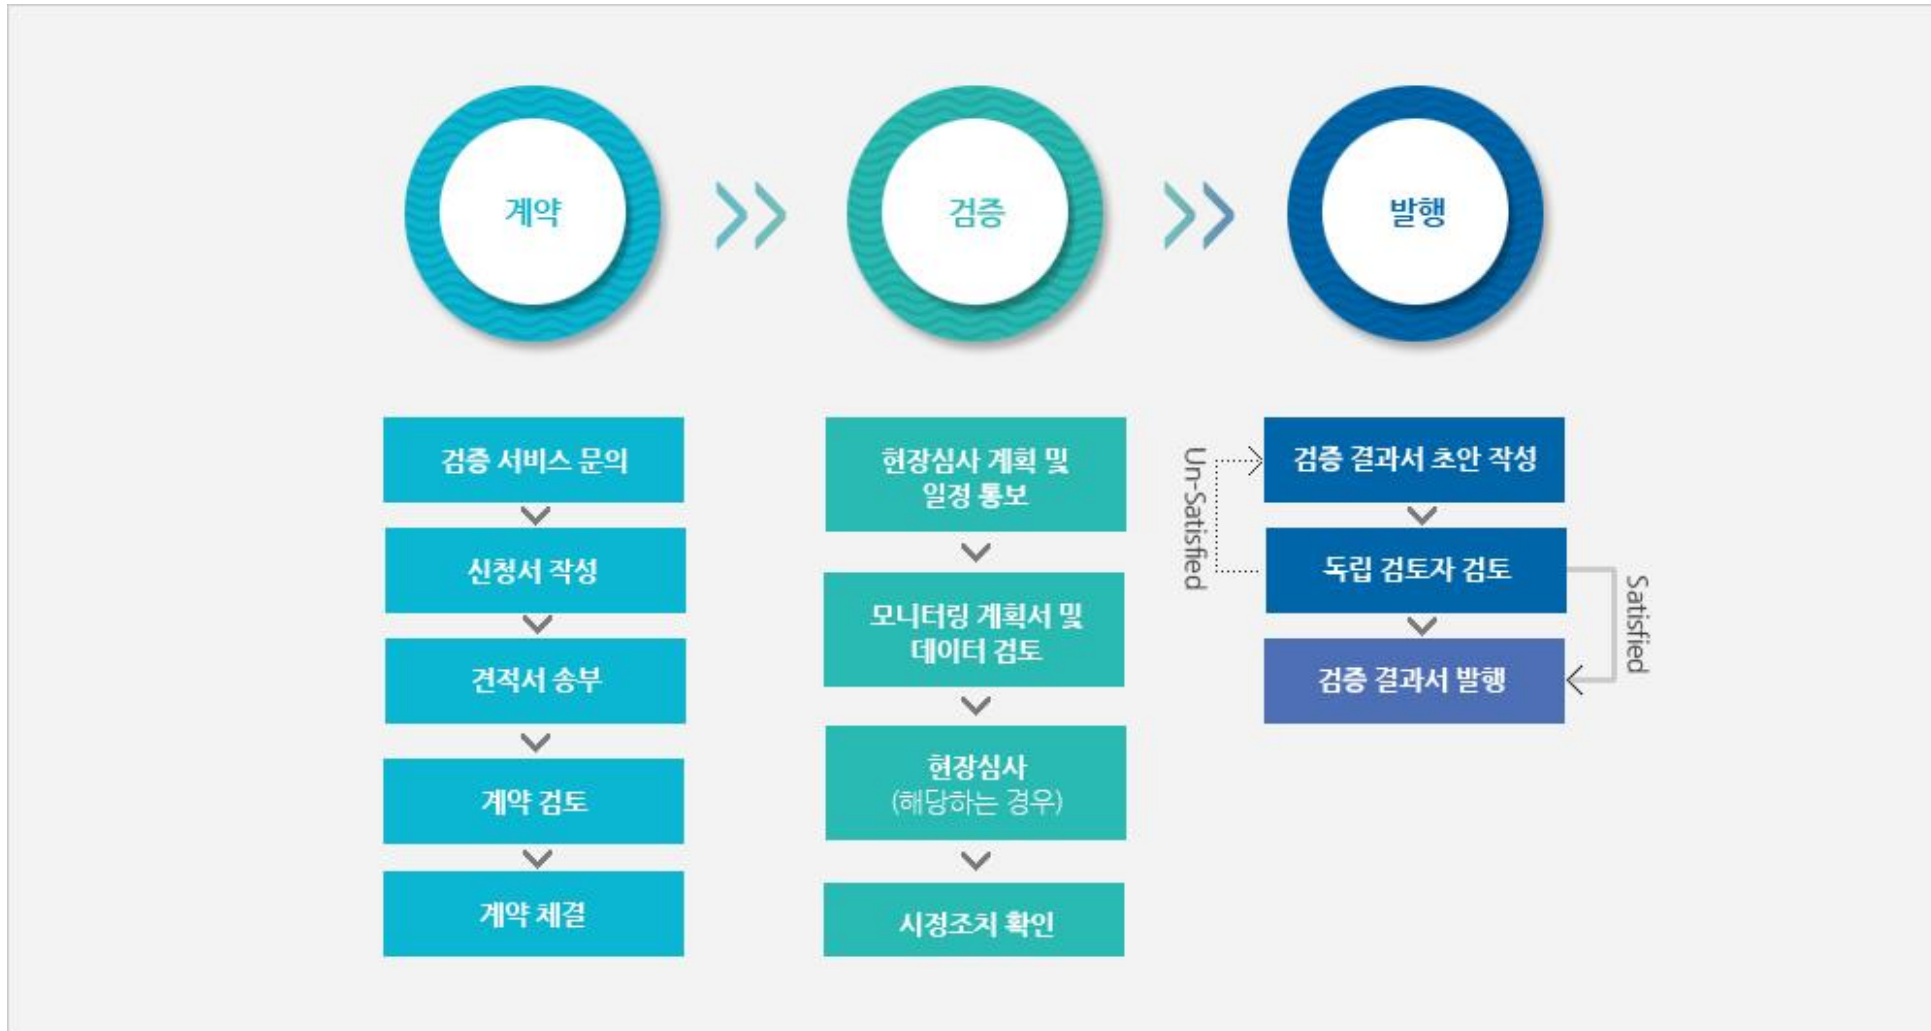 계약
검증
발행
검증 서비스 문의
신청서 작성
견적서 송부
계약 검토
계약 체결
현장심사 계획 및
일정 통보
모니터링 계획서 및
데이터 검토
현장심사
(해당하는 경우)
시정조치 확인
Un-Satisfied
검증 결과서 초안 작성
독립 검토자 검토
검증 결과서 발행
Satisfied